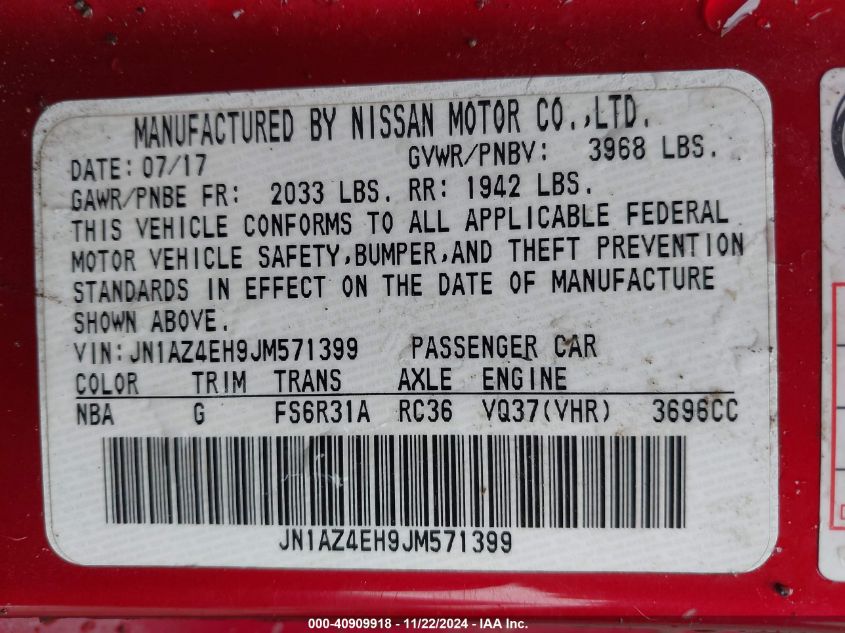 MANUFACTURED BY NISSAN MOTOR CO.,LTD.
DATE: 07/17 GVWR/PNBV: 3968 LBS.
GAWR/PNBE FR: 2033 LBS. RR: 1942 LBS.
THIS VEHICLE CONFORMS TO ALL APPLICABLE FEDERAL
MOTOR VEHICLE SAFETY,BUMPER,AND THEFT PREVENTION
STANDARDS IN EFFECT ON THE DATE OF MANUFACTURE
SHOWN ABOVE.
VIN:JN1AZ4EH9JM571399 PASSENGER CAR
COLOR TRIM TRANS AXLE ENGINE
NBA G FS6R31A RC36 VQ37(VHR) 3696CC
JN1AZ4EH9JM571399
000-40909918 - 11/22/2024 - IAA Inc.